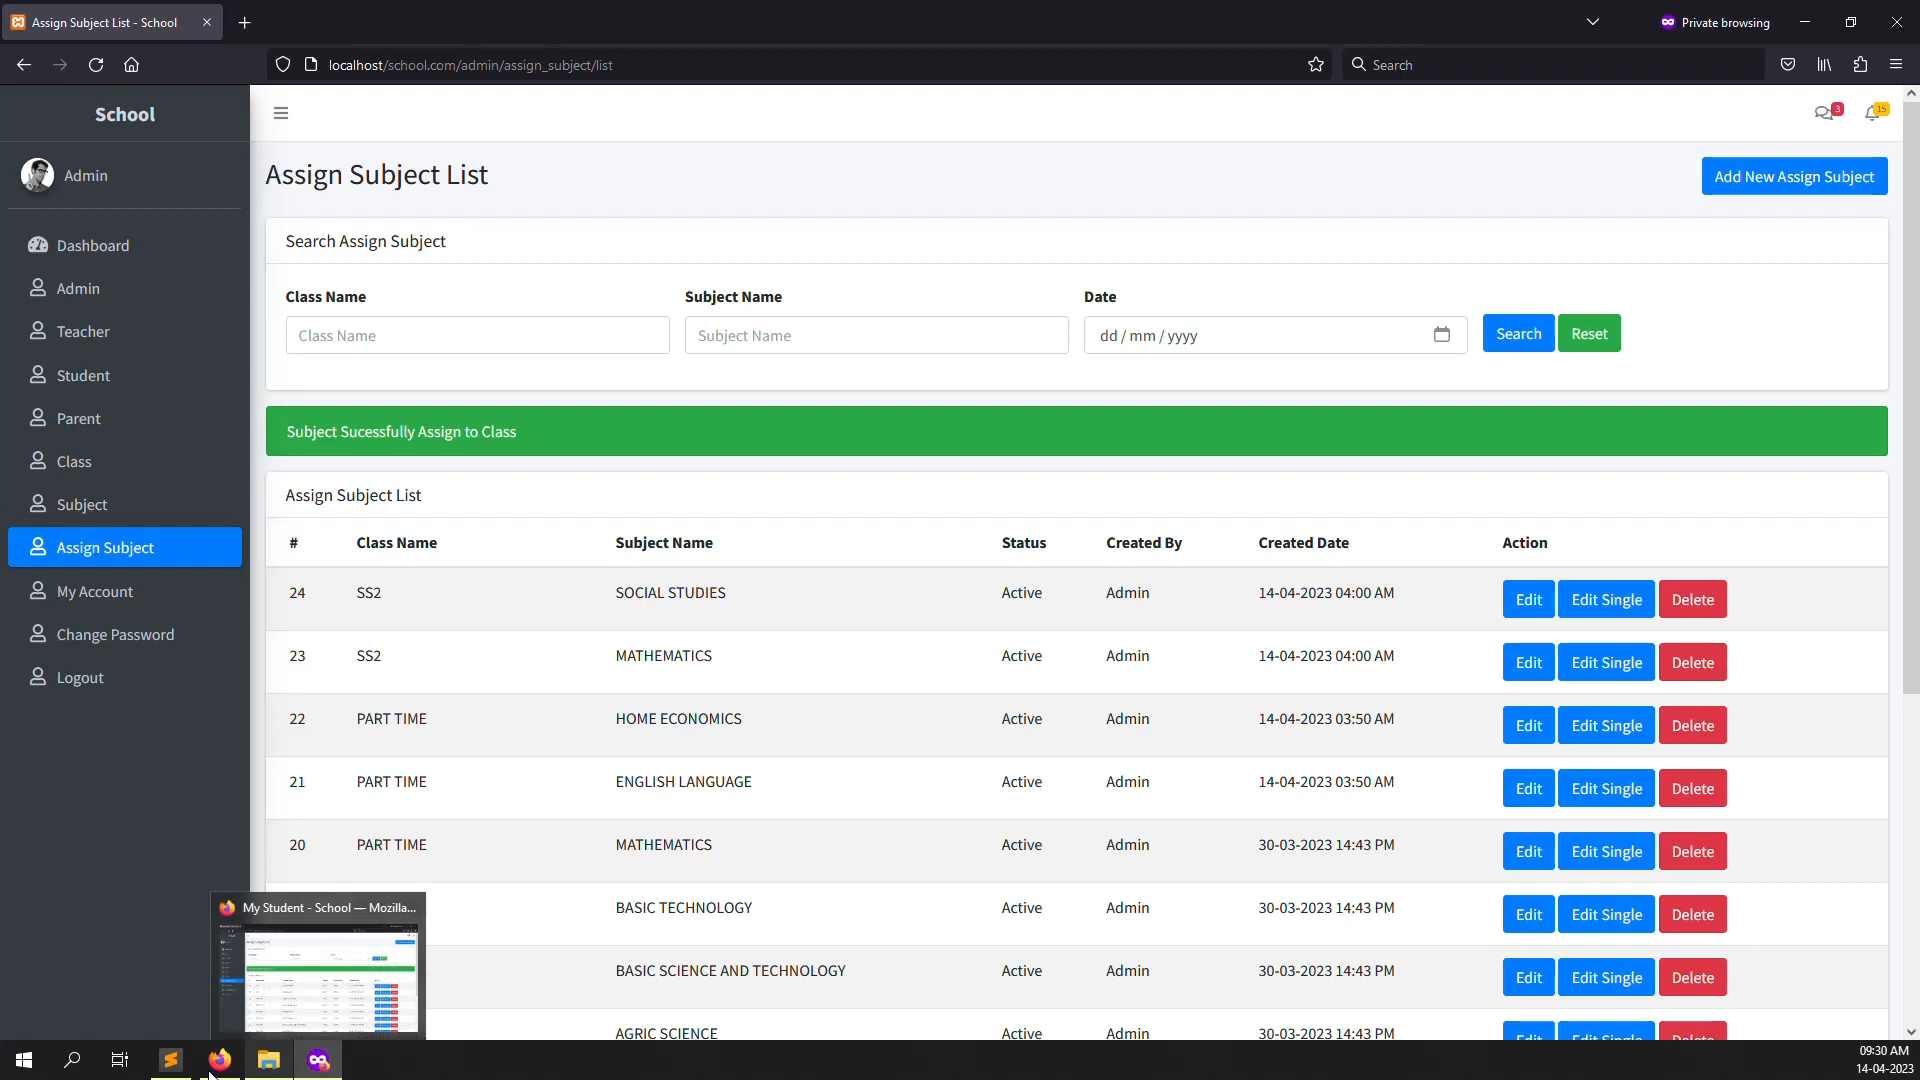 Assign Subject List - School
Private browsing
localhost/school.com/admin/assign_subject/list
Search
School
3
15
Admin
Assign Subject List
Add New Assign Subject
Dashboard
Admin
Teacher
Student
Parent
Class
Subject
Assign Subject
My Account
Change Password
Logout
Search Assign Subject
Class Name
Subject Name
Date
Class Name
Subject Name
dd / mm / yyyy
Search
Reset
Subject Sucessfully Assign to Class
Assign Subject List
# Class Name Subject Name Status Created By Created Date Action
24 SS2 SOCIAL STUDIES Active Admin 14-04-2023 04:00 AM Edit Edit Single Delete
23 SS2 MATHEMATICS Active Admin 14-04-2023 04:00 AM Edit Edit Single Delete
22 PART TIME HOME ECONOMICS Active Admin 14-04-2023 03:50 AM Edit Edit Single Delete
21 PART TIME ENGLISH LANGUAGE Active Admin 14-04-2023 03:50 AM Edit Edit Single Delete
20 PART TIME MATHEMATICS Active Admin 30-03-2023 14:43 PM Edit Edit Single Delete
BASIC TECHNOLOGY Active Admin 30-03-2023 14:43 PM Edit Edit Single Delete
BASIC SCIENCE AND TECHNOLOGY Active Admin 30-03-2023 14:43 PM Edit Edit Single Delete
AGRIC SCIENCE Active Admin 30-03-2023 14:43 PM Edit Edit Single Delete
My Student - School — Mozilla...
09:30 AM
14-04-2023